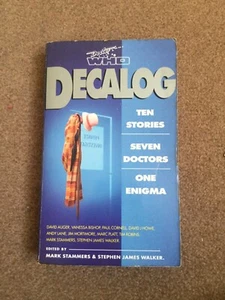 DOCTOR
WHO
DECALOG
TEN
STORIES
SEVEN
DOCTORS
ONE
ENIGMA
DAVID AUGER, VANESSA BISHOP, PAUL CORNELL, DAVID J HOWE,
ANDY LANE, JIM MORTIMORE, MARC PLATT, TIM ROBINS,
MARK STAMMERS, STEPHEN JAMES WALKER
EDITED BY
MARK STAMMERS & STEPHEN JAMES WALKER.